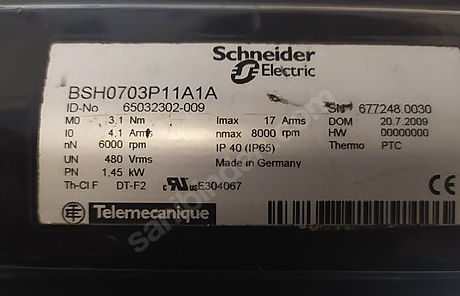 Schneider
Electric
BSH0703P11A1A
ID-No 65032302-009 SN 677248.0030
M0 3,1 Nm Imax 17 Arms DOM 20.7.2009
I0 4,1 Arms nmax 8000 rpm HW 00000000
nN 6000 rpm IP 40 (IP65) Thermo PTC
UN 480 Vrms Made in Germany
PN 1,45 kW
Th-Cl F DT-F2 c RU us E304067 CE
Telemecanique